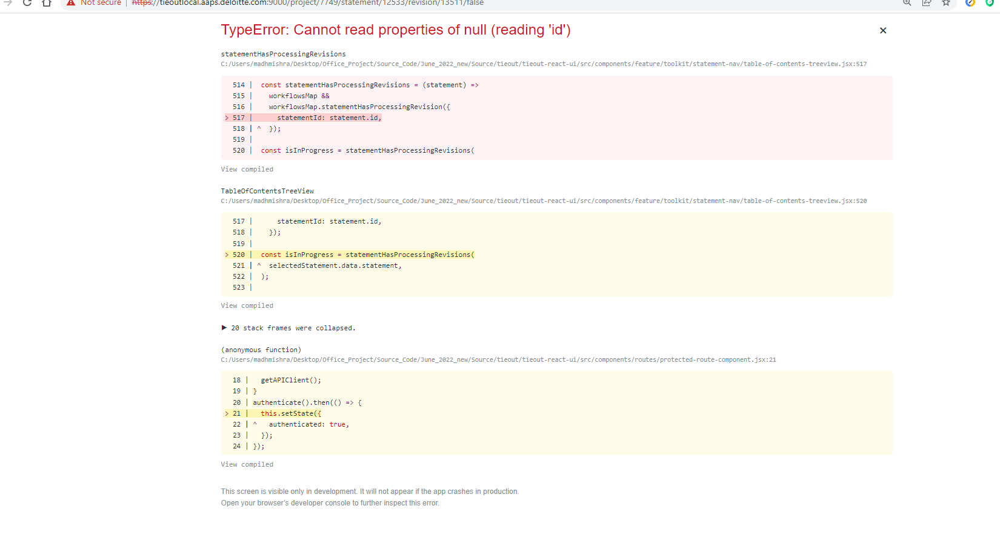 Not secure | https://tieoutlocal.aaps.deloitte.com:9000/project/7749/statement/12533/revision/13511/false
TypeError: Cannot read properties of null (reading 'id')
×
statementHasProcessingRevisions
C:/Users/madhmishra/Desktop/Office_Project/Source_Code/June_2022_new/Source/tieout/tieout-react-ui/src/components/feature/toolkit/statement-nav/table-of-contents-treeview.jsx:517
514 | const statementHasProcessingRevisions = (statement) =>
515 | workflowsMap &&
516 | workflowsMap.statementHasProcessingRevision({
> 517 | statementId: statement.id,
518 | ^ });
519 |
520 | const isInProgress = statementHasProcessingRevisions(
View compiled
TableOfContentsTreeView
C:/Users/madhmishra/Desktop/Office_Project/Source_Code/June_2022_new/Source/tieout/tieout-react-ui/src/components/feature/toolkit/statement-nav/table-of-contents-treeview.jsx:520
517 | statementId: statement.id,
518 | });
519 |
> 520 | const isInProgress = statementHasProcessingRevisions(
521 | ^ selectedStatement.data.statement,
522 | );
523 |
View compiled
▶ 20 stack frames were collapsed.
(anonymous function)
C:/Users/madhmishra/Desktop/Office_Project/Source_Code/June_2022_new/Source/tieout/tieout-react-ui/src/components/routes/protected-route-component.jsx:21
18 | getAPIClient();
19 | }
20 | authenticate().then(() => {
> 21 | this.setState({
22 | ^ authenticated: true,
23 | });
24 | });
View compiled
This screen is visible only in development. It will not appear if the app crashes in production.
Open your browser's developer console to further inspect this error.